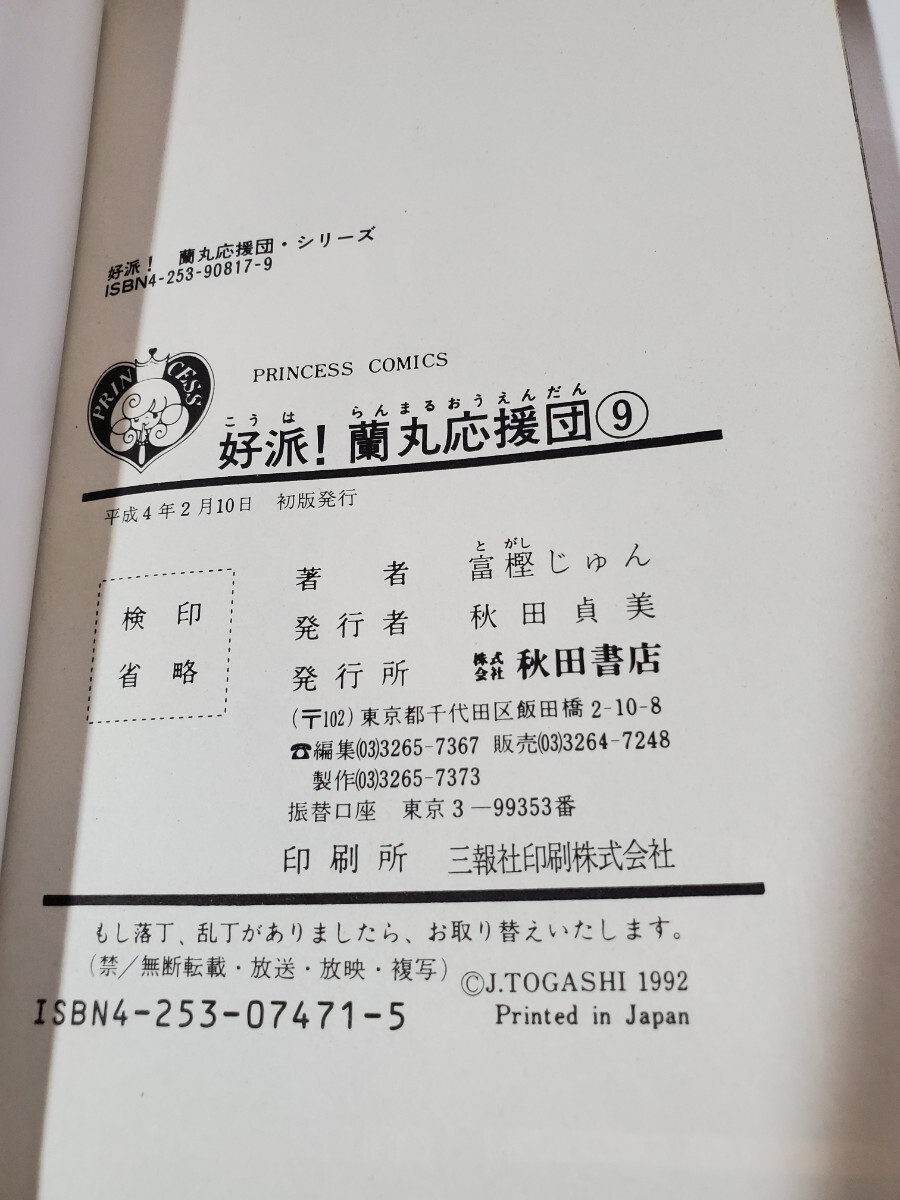 好派！ 蘭丸応援団・シリーズ
ISBN4-253-90817-9
PRINCESS
PRINCESS COMICS
こうは らんまるおうえんだん
好派！蘭丸応援団⑨
平成4年2月10日 初版発行
検印
省略
とがし
著者 富樫じゅん
発行者 秋田貞美
発行所 株式会社 秋田書店
(〒102) 東京都千代田区飯田橋2-10-8
☎編集(03)3265-7367 販売(03)3264-7248
製作(03)3265-7373
振替口座 東京3―99353番
印刷所 三報社印刷株式会社
もし落丁、乱丁がありましたら、お取り替えいたします。
(禁／無断転載・放送・放映・複写)
©J.TOGASHI 1992
ISBN4-253-07471-5
Printed in Japan